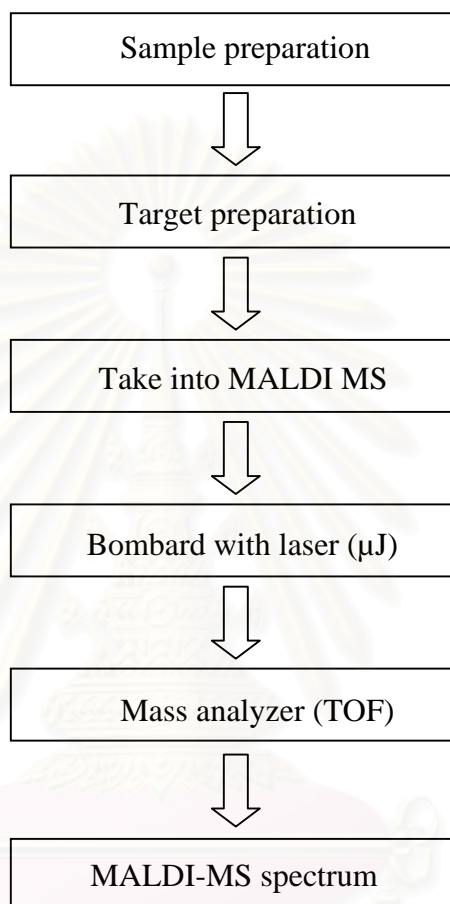 Sample preparation
Target preparation
Take into MALDI MS
Bombard with laser (μJ)
Mass analyzer (TOF)
MALDI-MS spectrum